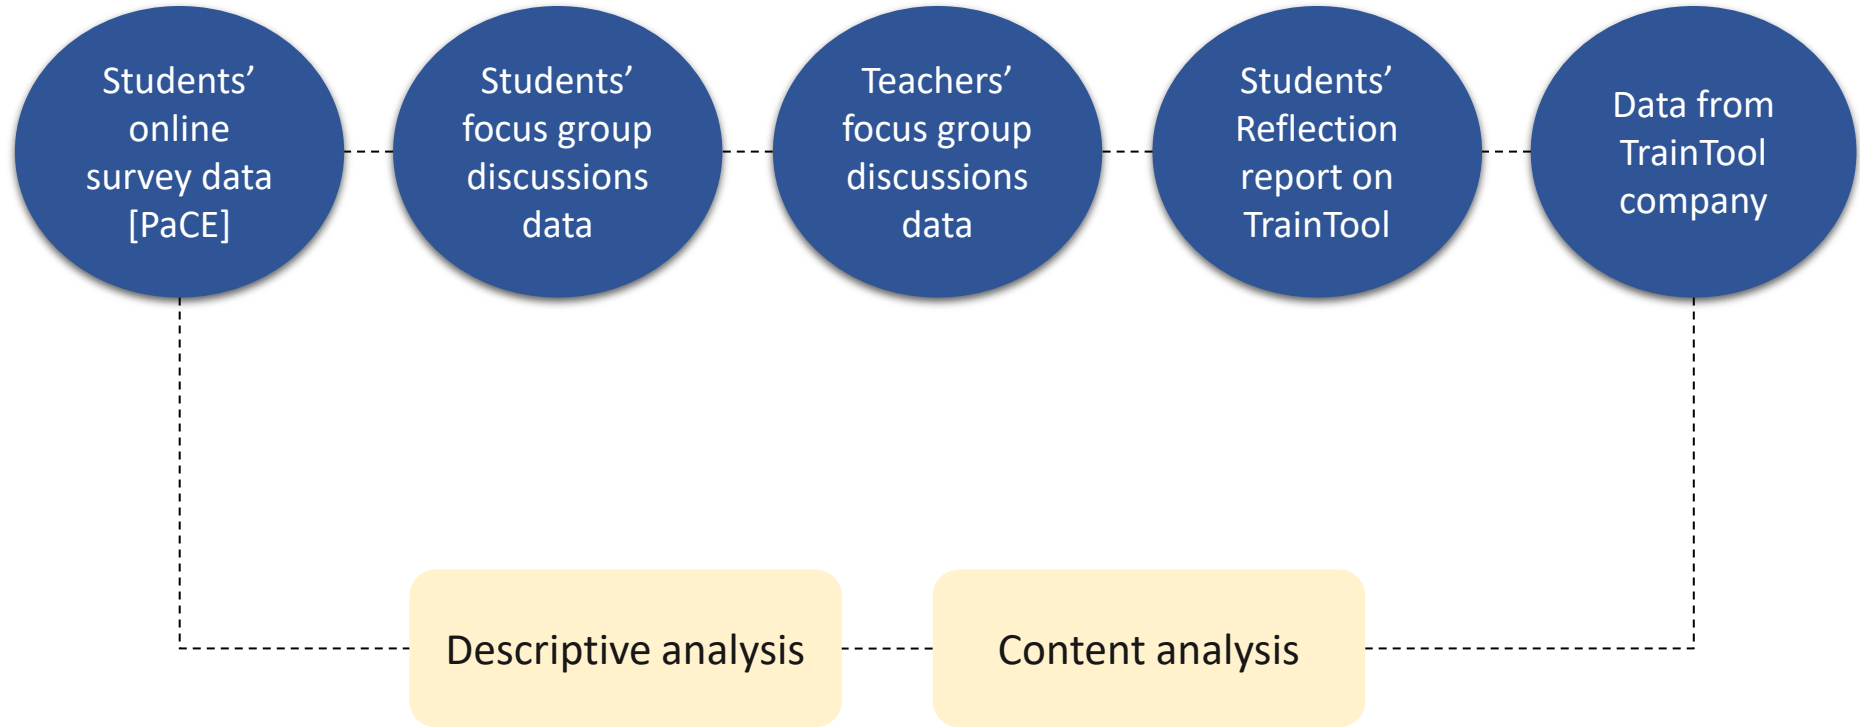 Students’
online
survey data
[PaCE]
Students’
focus group
discussions
data
Teachers’
focus group
discussions
data
Students’
Reflection
report on
TrainTool
Data from
TrainTool
company
Descriptive analysis
Content analysis